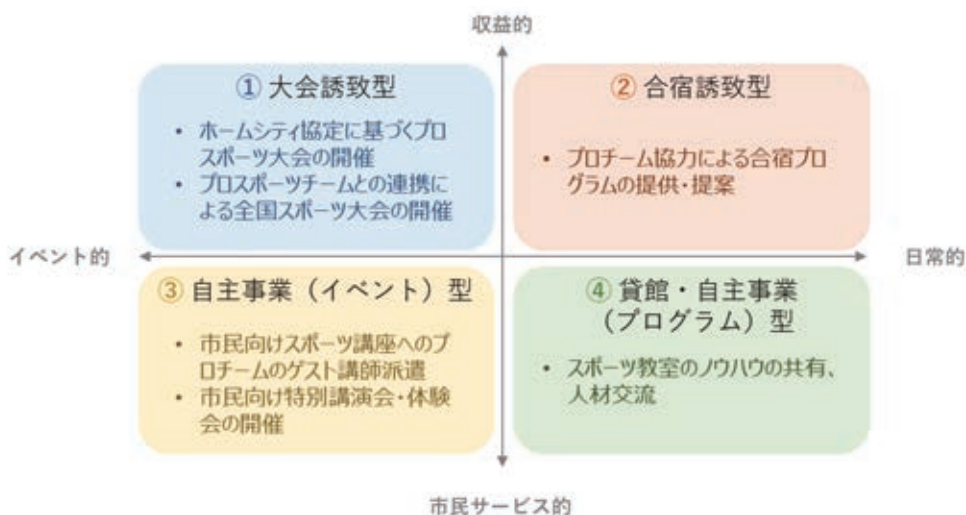 収益的
① 大会誘致型
• ホームシティ協定に基づくプロ
スポーツ大会の開催
• プロスポーツチームとの連携に
よる全国スポーツ大会の開催
② 合宿誘致型
• プロチーム協力による合宿プロ
グラムの提供・提案
イベント的
日常的
③ 自主事業（イベント）型
• 市民向けスポーツ講座へのプ
ロチームのゲスト講師派遣
• 市民向け特別講演会・体験
会の開催
④ 貸館・自主事業
（プログラム）型
• スポーツ教室のノウハウの共有、
人材交流
市民サービス的